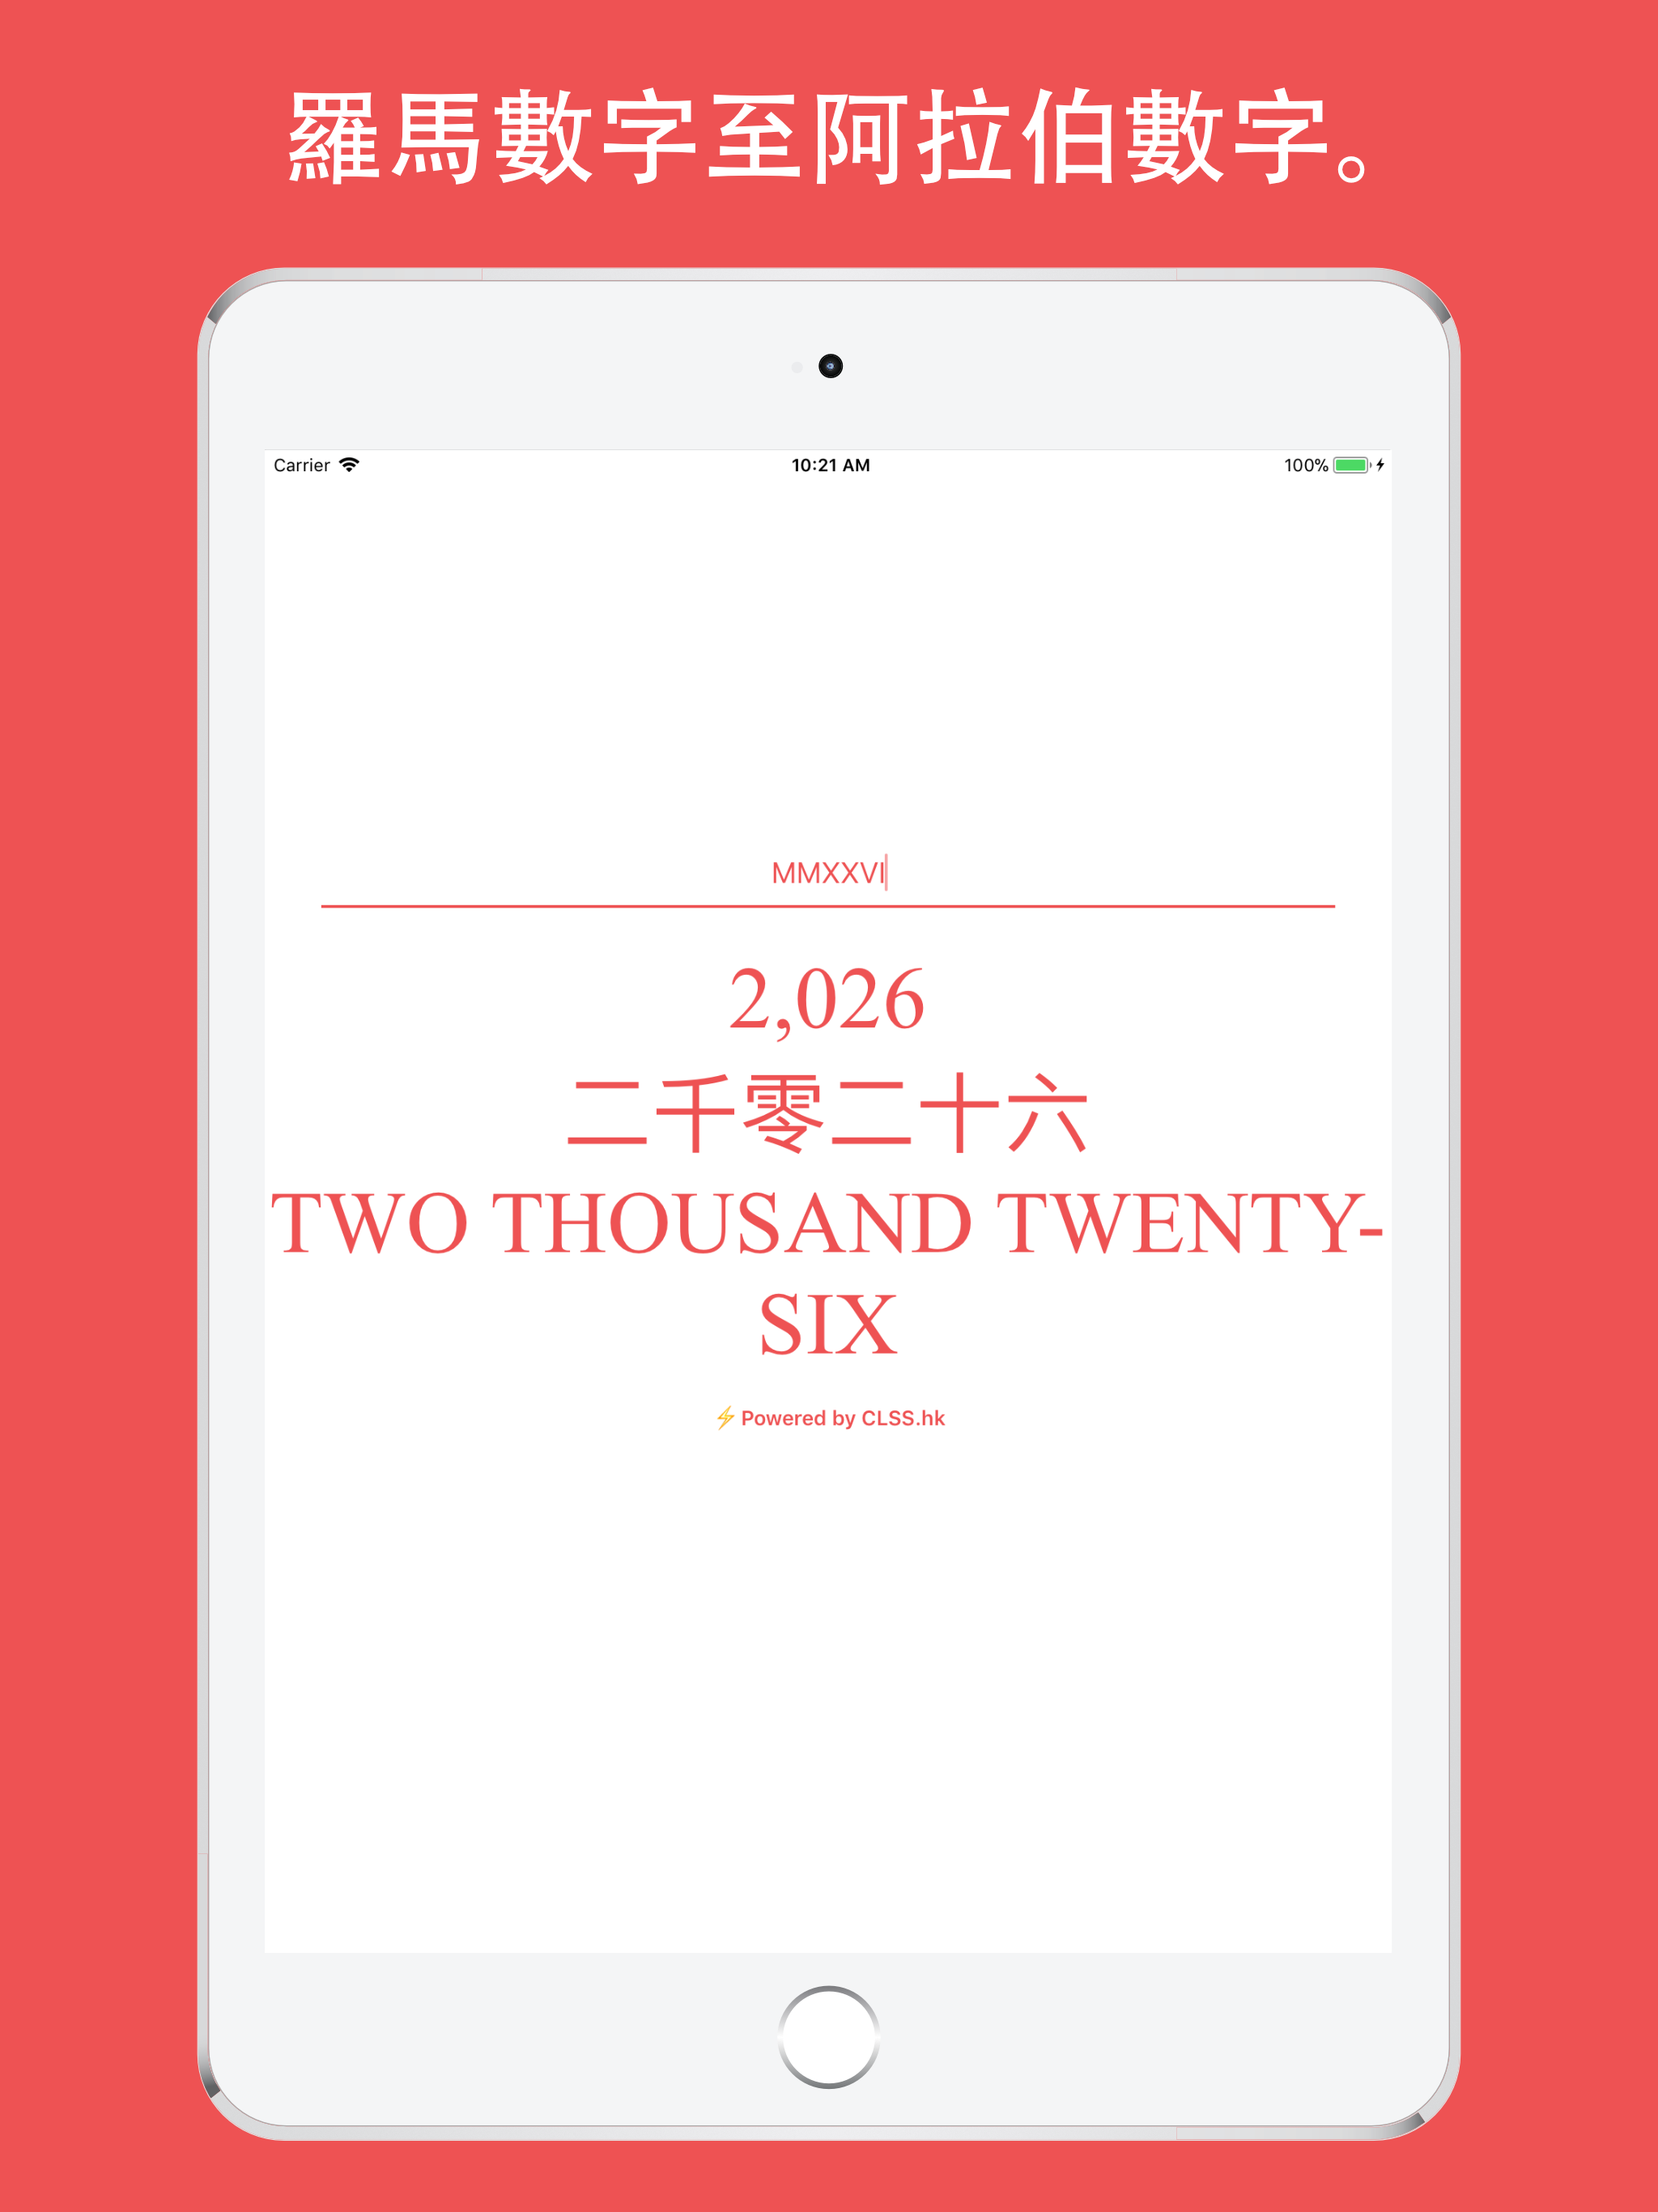 羅馬數字至阿拉伯數字。
Carrier 10:21 AM 100%
MMXXVI
2,026
二千零二十六
TWO THOUSAND TWENTY-
SIX
⚡Powered by CLSS.hk